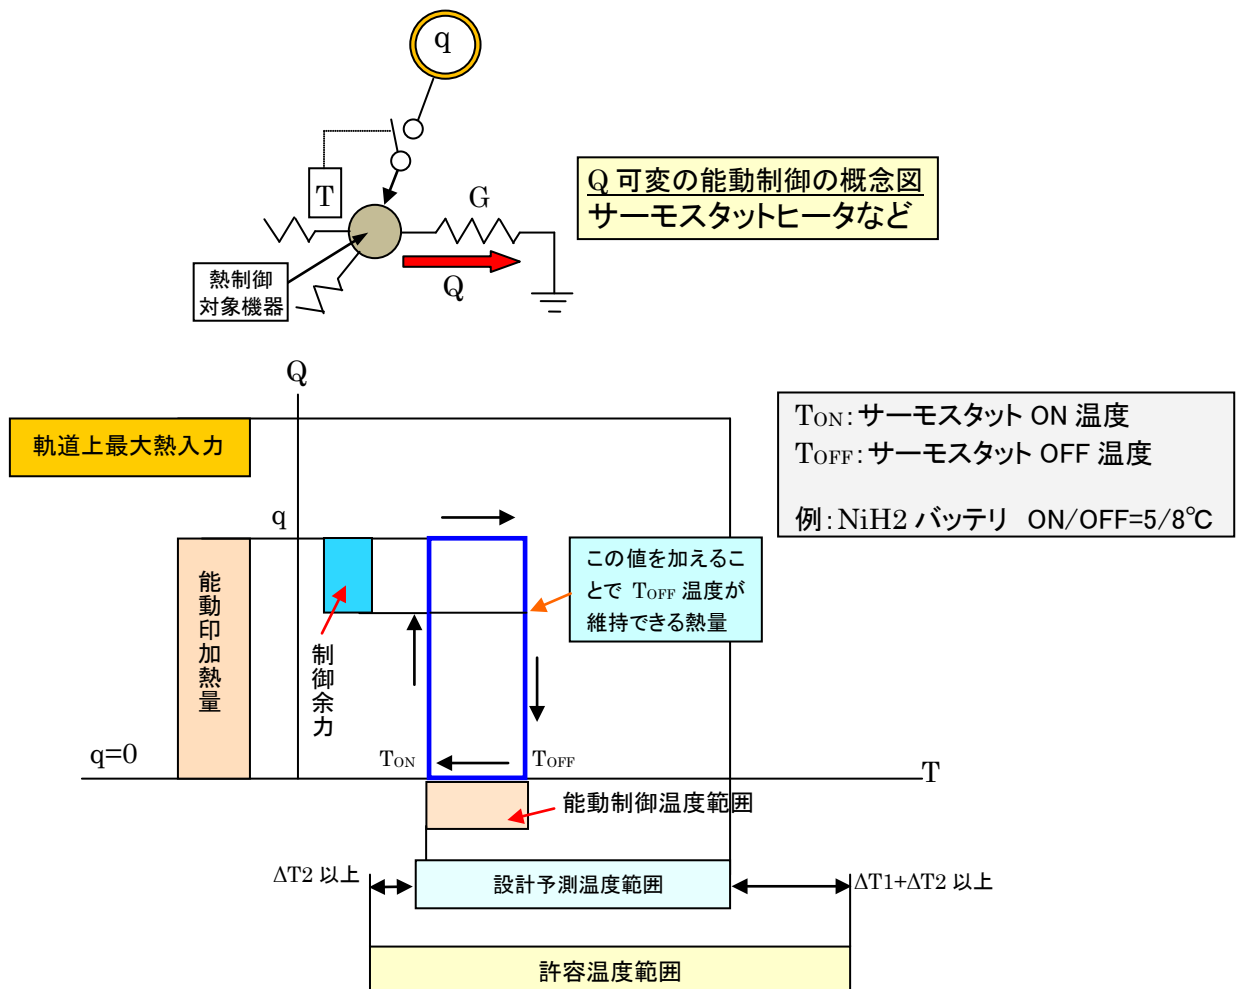 q
T
G
Q
熱制御
対象機器
Q 可変の能動制御の概念図
サーモスタットヒータなど
Q
軌道上最大熱入力
TON：サーモスタット ON 温度
TOFF：サーモスタット OFF 温度
例：NiH2 バッテリ ON/OFF=5/8℃
q
この値を加えるこ
とで TOFF 温度が
維持できる熱量
能動印加熱量
制御余力
q=0
TON
TOFF
T
能動制御温度範囲
ΔT2 以上
設計予測温度範囲
ΔT1+ΔT2 以上
許容温度範囲